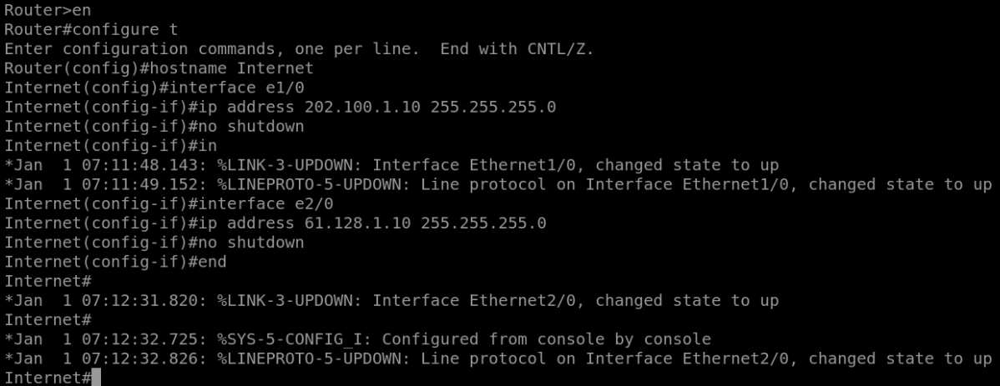 Router>en
Router#configure t
Enter configuration commands, one per line.  End with CNTL/Z.
Router(config)#hostname Internet
Internet(config)#interface e1/0
Internet(config-if)#ip address 202.100.1.10 255.255.255.0
Internet(config-if)#no shutdown
Internet(config-if)#in
*Jan  1 07:11:48.143: %LINK-3-UPDOWN: Interface Ethernet1/0, changed state to up
*Jan  1 07:11:49.152: %LINEPROTO-5-UPDOWN: Line protocol on Interface Ethernet1/0, changed state to up
Internet(config-if)#interface e2/0
Internet(config-if)#ip address 61.128.1.10 255.255.255.0
Internet(config-if)#no shutdown
Internet(config-if)#end
Internet#
*Jan  1 07:12:31.820: %LINK-3-UPDOWN: Interface Ethernet2/0, changed state to up
Internet#
*Jan  1 07:12:32.725: %SYS-5-CONFIG_I: Configured from console by console
*Jan  1 07:12:32.826: %LINEPROTO-5-UPDOWN: Line protocol on Interface Ethernet2/0, changed state to up
Internet#